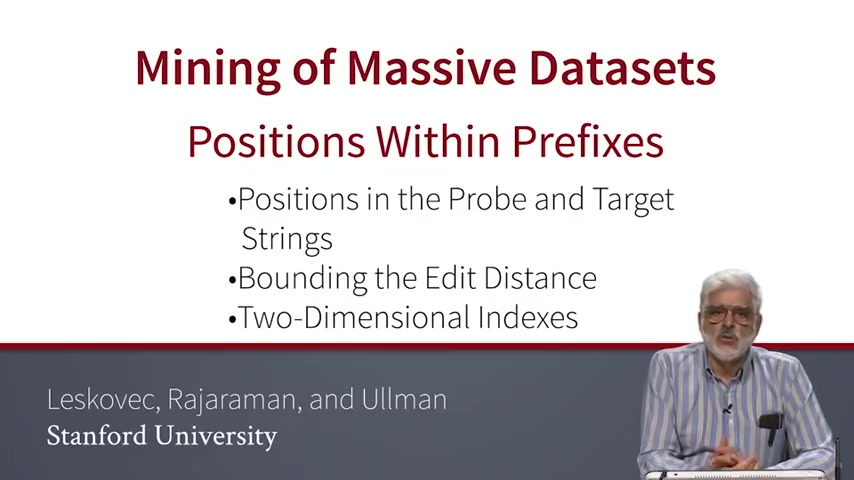 Mining of Massive Datasets
Positions Within Prefixes
•Positions in the Probe and Target
Strings
•Bounding the Edit Distance
•Two-Dimensional Indexes
Leskovec, Rajaraman, and Ullman
Stanford University